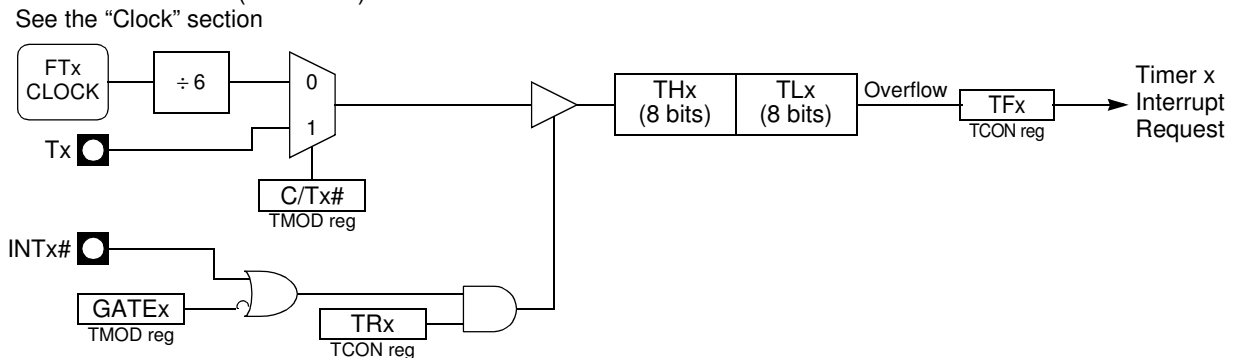 See the “Clock” section
FTx
CLOCK
÷ 6
0
1
Tx
C/Tx#
TMOD reg
THx
(8 bits)
TLx
(8 bits)
Overflow
TFx
TCON reg
Timer x
Interrupt
Request
INTx#
GATEx
TMOD reg
TRx
TCON reg